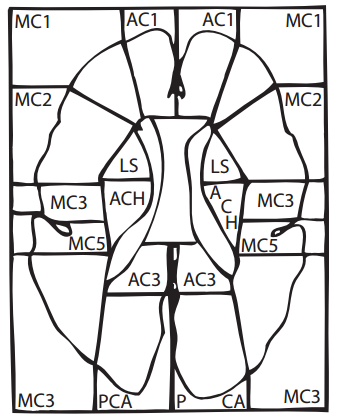 MC1 AC1 AC1 MC1
MC2 MC2
LS LS
MC3 ACH A
C
H MC3
MC5 MC5
AC3 AC3
MC3 PCA P CA MC3